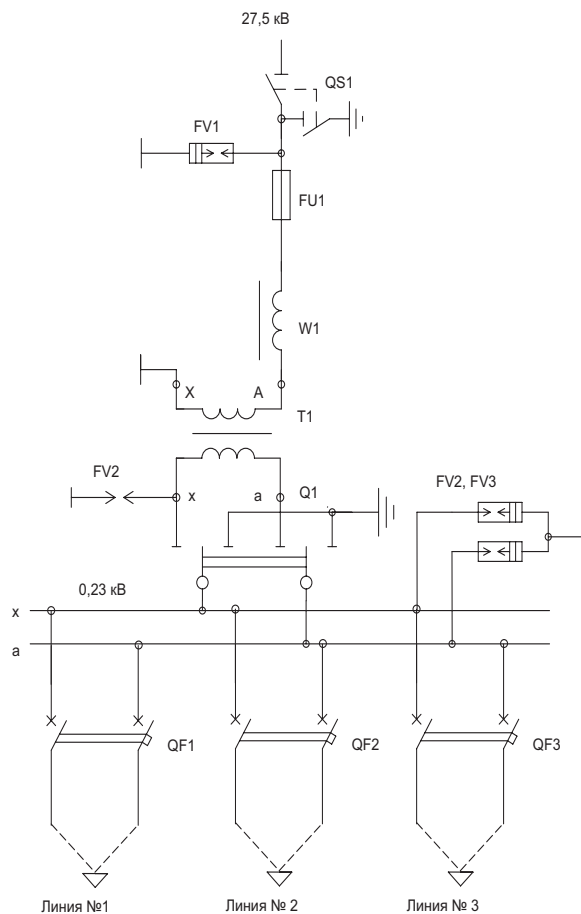 27,5 кВ
QS1
FV1
FU1
W1
X
A
T1
FV2
x
a
Q1
FV2, FV3
0,23 кВ
x
a
QF1
QF2
QF3
Линия №1
Линия № 2
Линия № 3